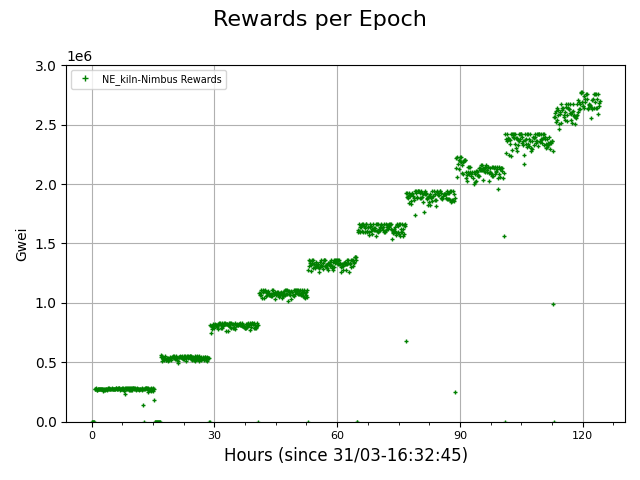 Rewards per Epoch
1e6
NE_kiln-Nimbus Rewards
3.0
2.5
2.0
1.5
1.0
0.5
0.0
Gwei
0 30 60 90 120
Hours (since 31/03-16:32:45)